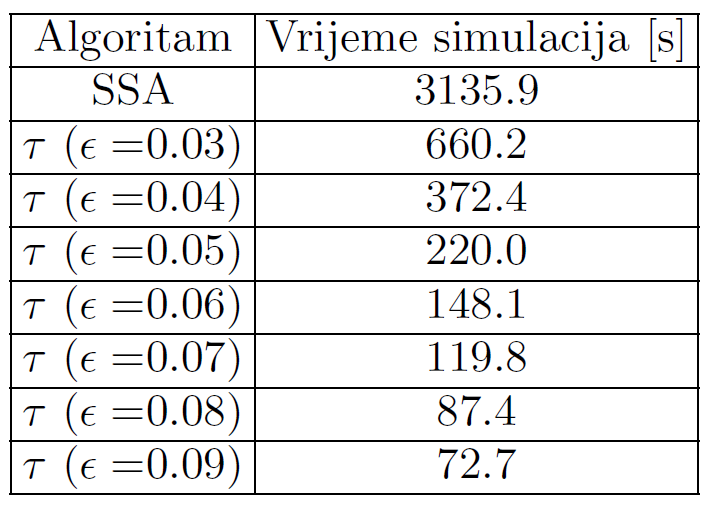 Algoritam Vrijeme simulacija [s]
SSA 3135.9
τ (ϵ =0.03) 660.2
τ (ϵ =0.04) 372.4
τ (ϵ =0.05) 220.0
τ (ϵ =0.06) 148.1
τ (ϵ =0.07) 119.8
τ (ϵ =0.08) 87.4
τ (ϵ =0.09) 72.7